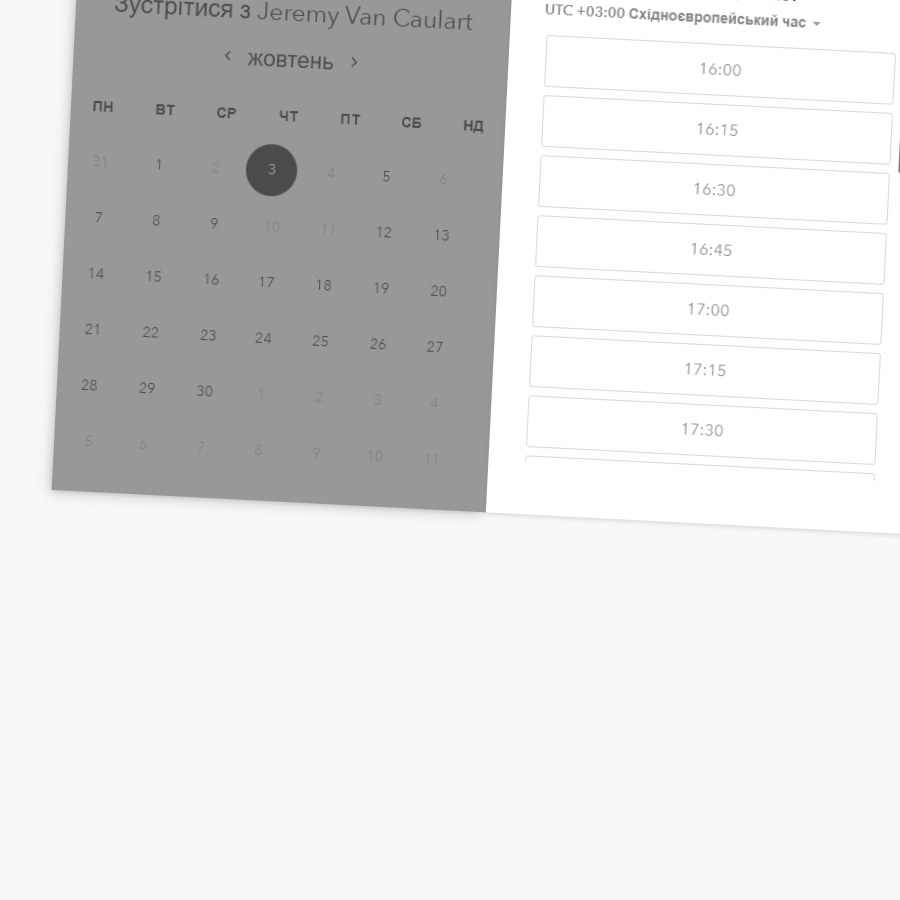 Зустрітися з Jeremy Van Caulart
жовтень
ПН ВТ СР ЧТ ПТ СБ НД
31 1 2 3 4 5 6
7 8 9 10 11 12 13
14 15 16 17 18 19 20
21 22 23 24 25 26 27
28 29 30 1 2 3 4
5 6 7 8 9 10 11
UTC +03:00 Східноєвропейський час
16:00
16:15
16:30
16:45
17:00
17:15
17:30